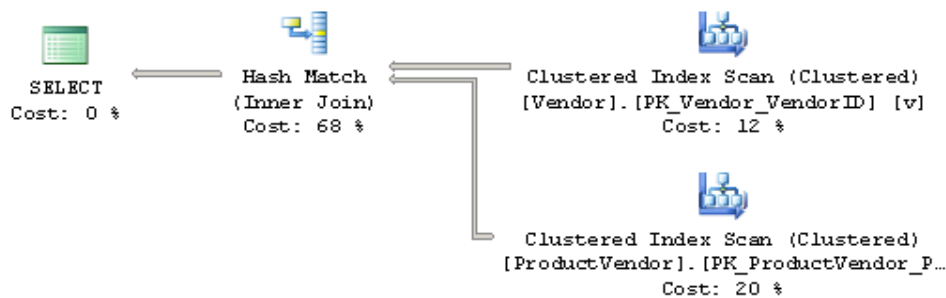 SELECT
Cost: 0 %
Hash Match
(Inner Join)
Cost: 68 %
Clustered Index Scan (Clustered)
[Vendor].[PK_Vendor_VendorID] [v]
Cost: 12 %
Clustered Index Scan (Clustered)
[ProductVendor].[PK_ProductVendor_P…
Cost: 20 %